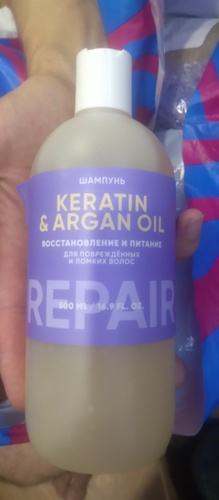 ШАМПУНЬ
KERATIN
& ARGAN OIL
ВОССТАНОВЛЕНИЕ И ПИТАНИЕ
ДЛЯ ПОВРЕЖДЁННЫХ
И ЛОМКИХ ВОЛОС
REPAIR
500 ML / 16.9 FL. OZ.